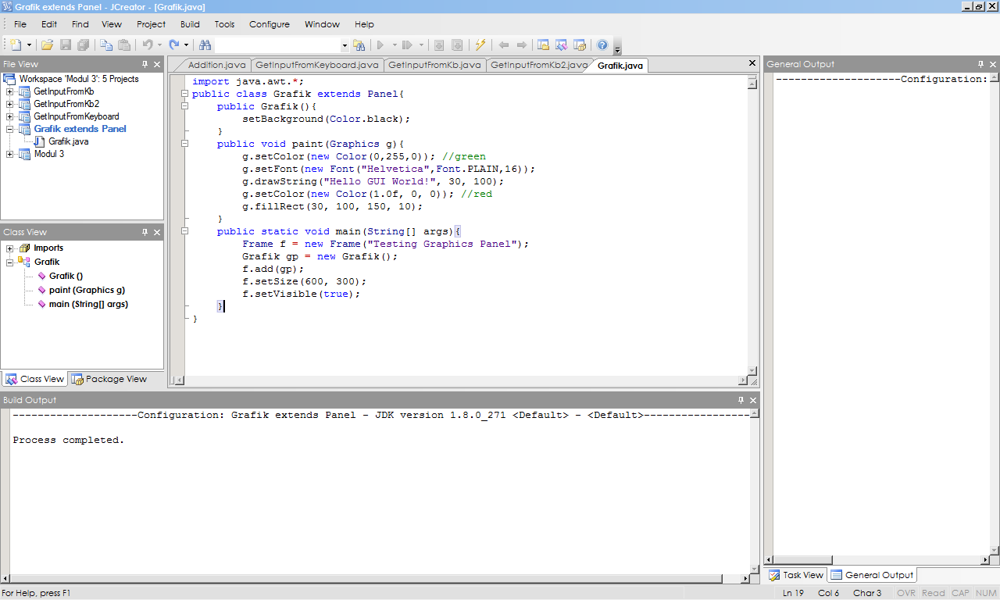 Grafik extends Panel - JCreator - [Grafik.java]
File Edit Find View Project Build Tools Configure Window Help
File View
Workspace 'Modul 3': 5 Projects
GetInputFromKb
GetInputFromKb2
GetInputFromKeyboard
Grafik extends Panel
Grafik.java
Modul 3
Class View
Imports
Grafik
Grafik ()
paint (Graphics g)
main (String[] args)
Class View Package View
Addition.java GetInputFromKeyboard.java GetInputFromKb.java GetInputFromKb2.java Grafik.java
import java.awt.*;
public class Grafik extends Panel{
public Grafik(){
setBackground(Color.black);
}
public void paint(Graphics g){
g.setColor(new Color(0,255,0)); //green
g.setFont(new Font("Helvetica",Font.PLAIN,16));
g.drawString("Hello GUI World!", 30, 100);
g.setColor(new Color(1.0f, 0, 0)); //red
g.fillRect(30, 100, 150, 10);
}
public static void main(String[] args){
Frame f = new Frame("Testing Graphics Panel");
Grafik gp = new Grafik();
f.add(gp);
f.setSize(600, 300);
f.setVisible(true);
}
}
General Output
--------------------Configuration:
Task View General Output
Build Output
--------------------Configuration: Grafik extends Panel - JDK version 1.8.0_271 <Default> - <Default>-----------------
Process completed.
For Help, press F1
Ln 19 Col 6 Char 3 OVR Read CAP NUM